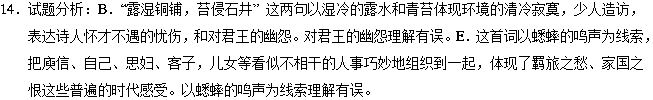 14．试题分析：B．“露湿铜铺，苔侵石井”这两句以湿冷的露水和青苔体现环境的清冷寂寞，少人造访，
表达诗人怀才不遇的忧伤，和对君王的幽怨。对君王的幽怨理解有误。E．这首词以蟋蟀的鸣声为线索，
把庾信、自己、思妇、客子，儿女等看似不相干的人事巧妙地组织到一起，体现了羁旅之愁、家国之
恨这些普遍的时代感受。以蟋蟀的鸣声为线索理解有误。